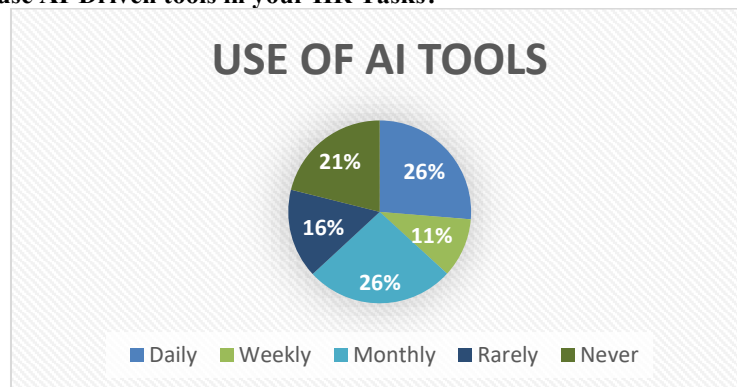 use AI-Driven tools in your HR Tasks?
USE OF AI TOOLS
26%
11%
26%
16%
21%
Daily Weekly Monthly Rarely Never